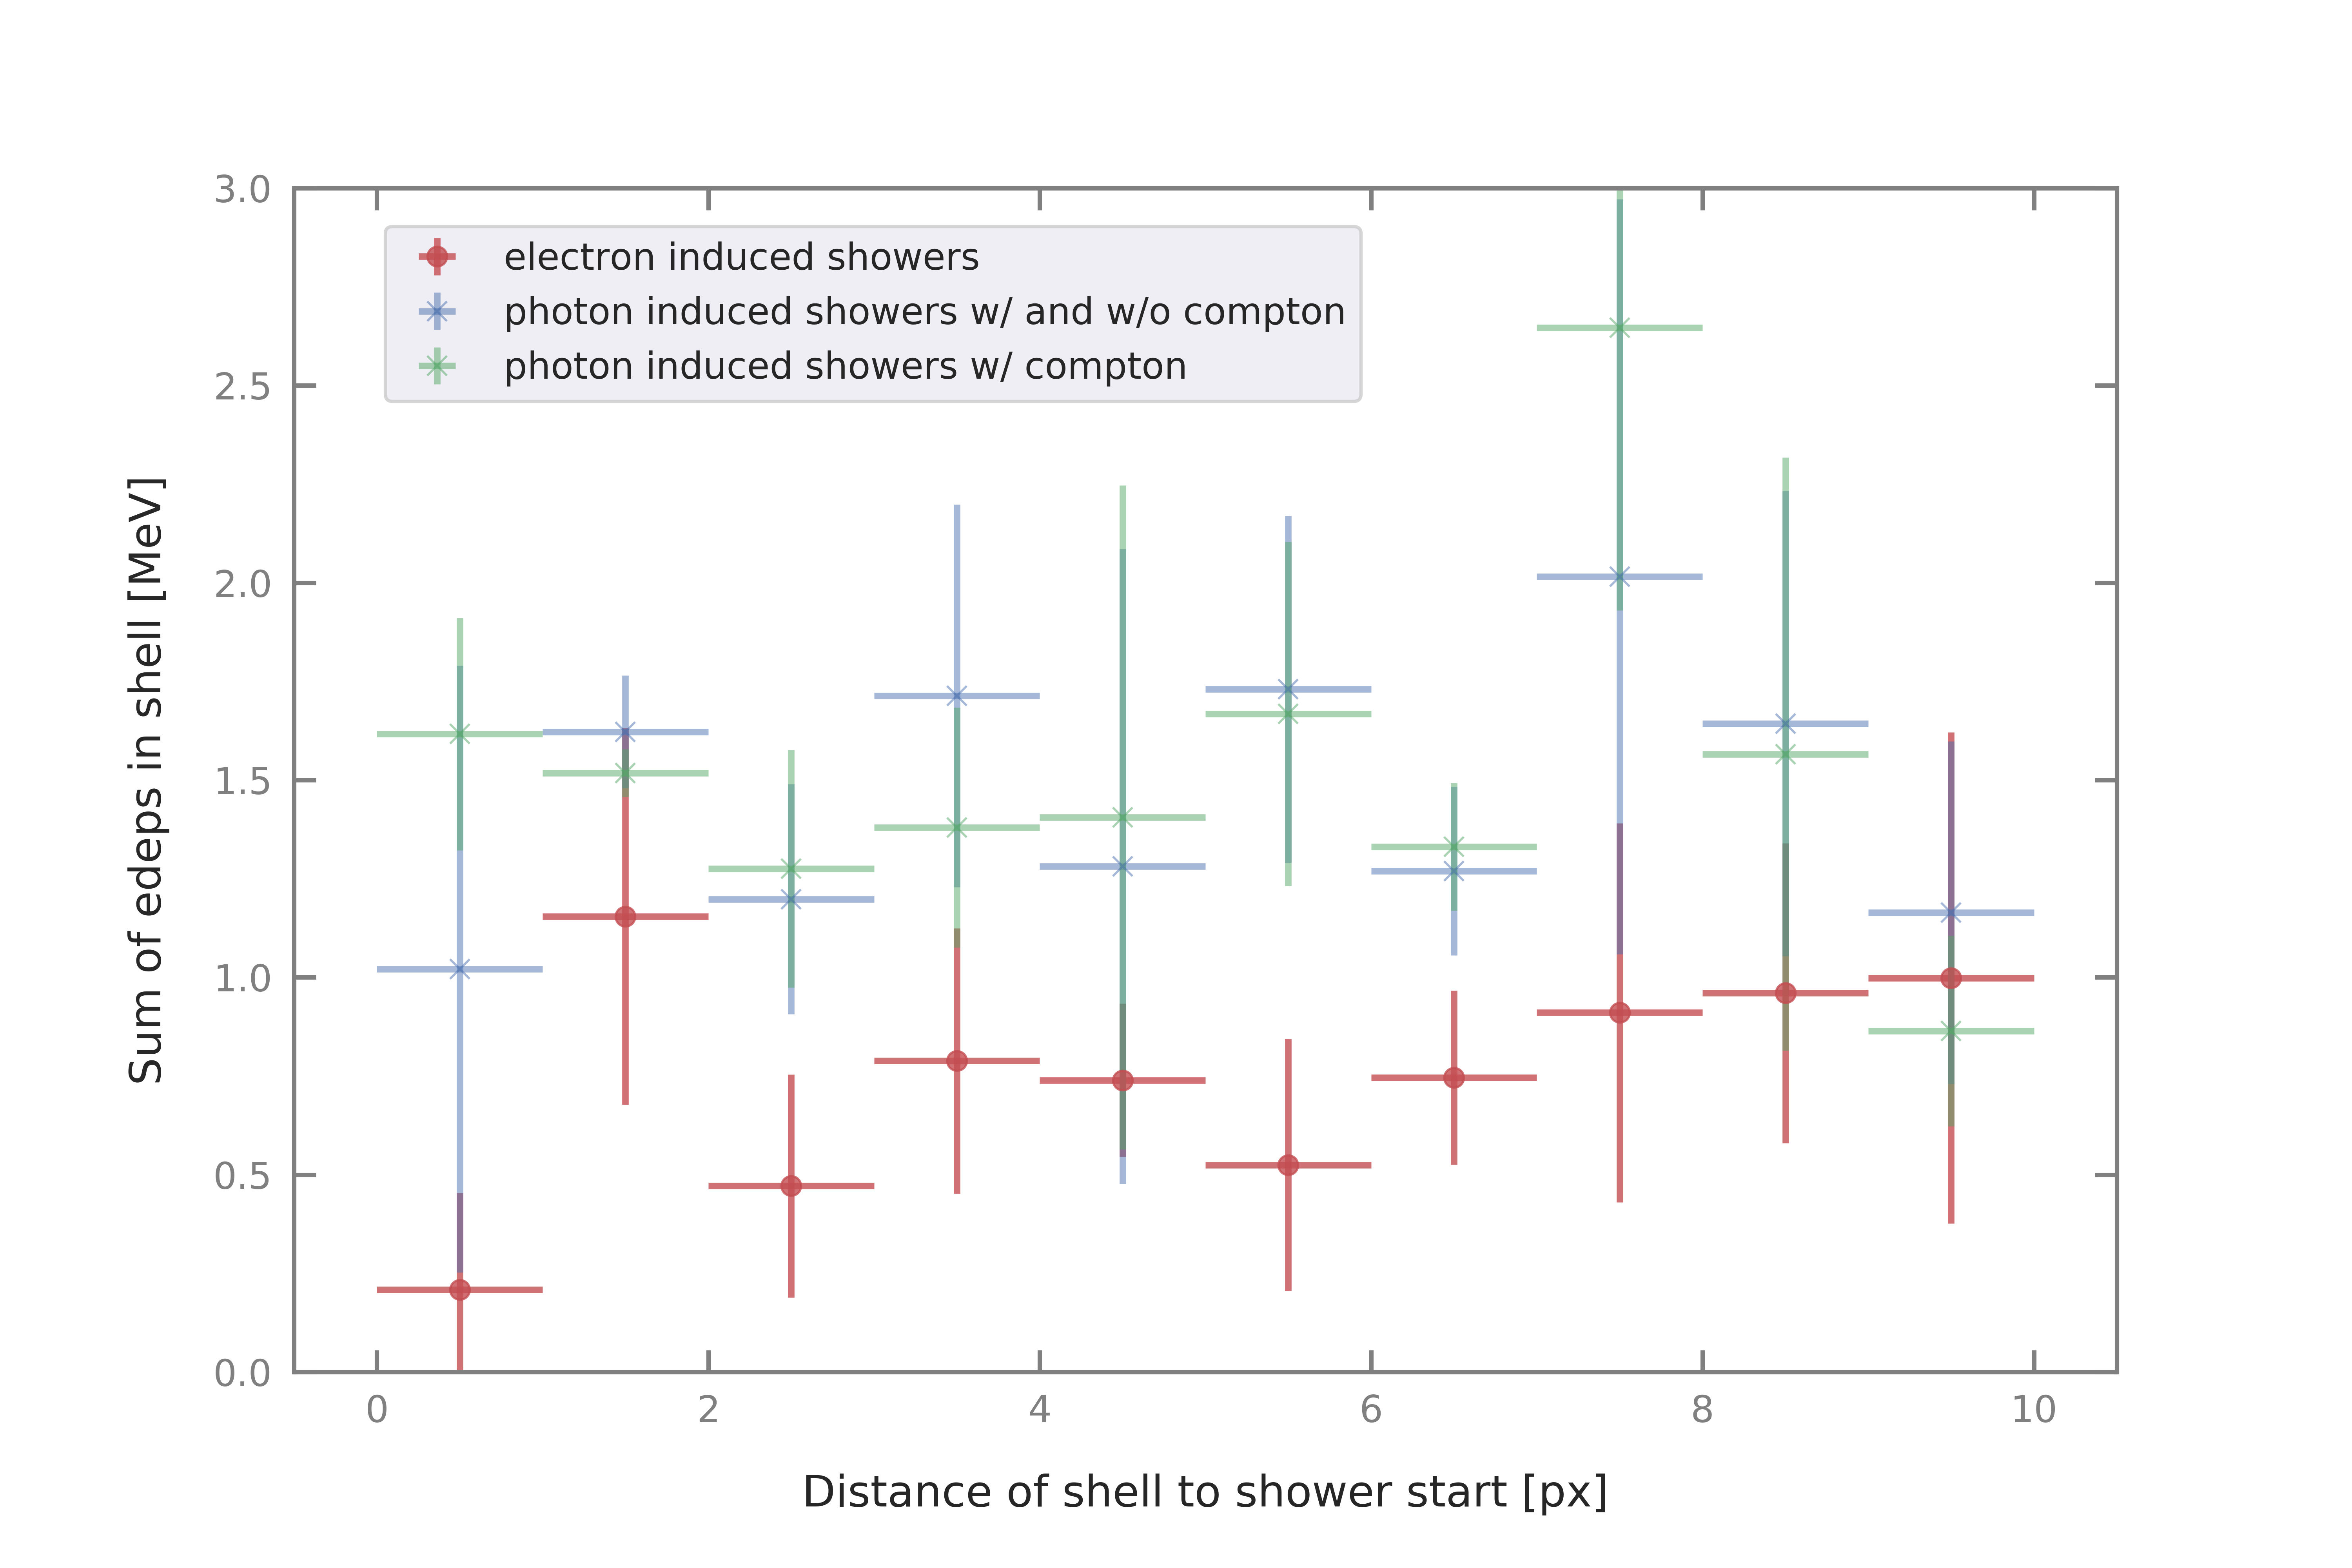 3.0
2.5
2.0
1.5
1.0
0.5
0.0
Sum of edeps in shell [MeV]
electron induced showers
photon induced showers w/ and w/o compton
photon induced showers w/ compton
0 2 4 6 8 10
Distance of shell to shower start [px]